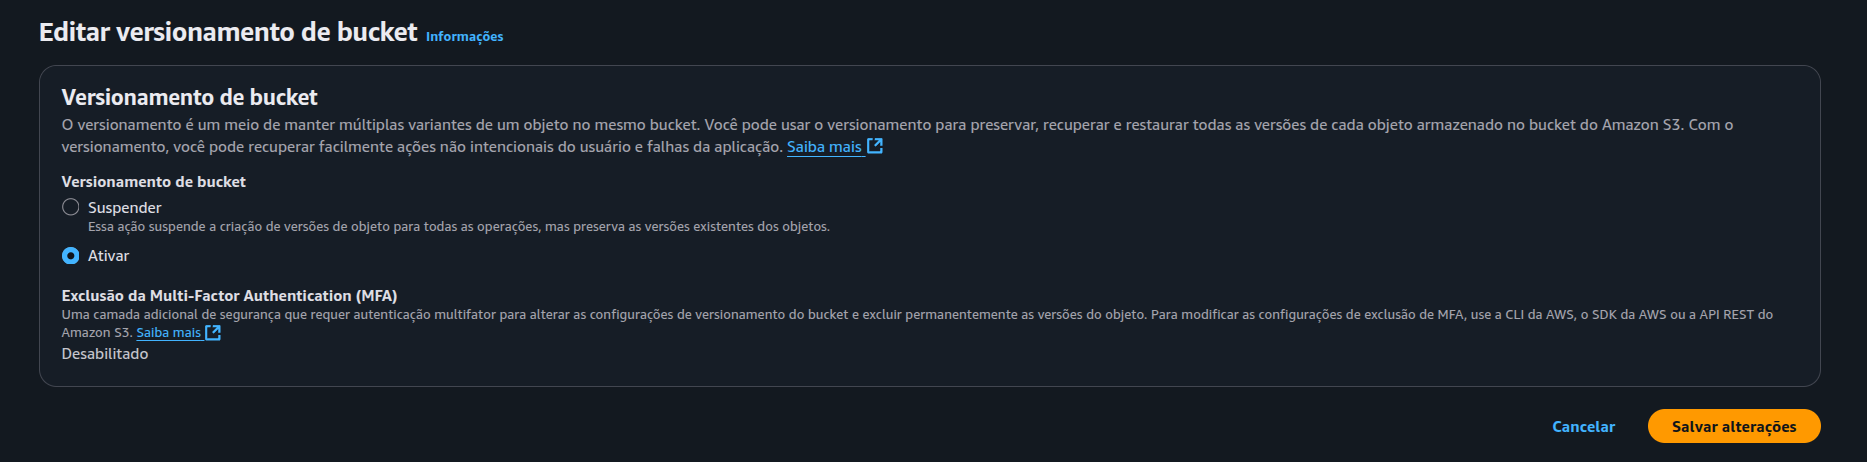 Editar versionamento de bucket Informações
Versionamento de bucket
O versionamento é um meio de manter múltiplas variantes de um objeto no mesmo bucket. Você pode usar o versionamento para preservar, recuperar e restaurar todas as versões de cada objeto armazenado no bucket do Amazon S3. Com o
versionamento, você pode recuperar facilmente ações não intencionais do usuário e falhas da aplicação. Saiba mais
Versionamento de bucket
Suspender
Essa ação suspende a criação de versões de objeto para todas as operações, mas preserva as versões existentes dos objetos.
Ativar
Exclusão da Multi-Factor Authentication (MFA)
Uma camada adicional de segurança que requer autenticação multifator para alterar as configurações de versionamento do bucket e excluir permanentemente as versões do objeto. Para modificar as configurações de exclusão de MFA, use a CLI da AWS, o SDK da AWS ou a API REST do
Amazon S3. Saiba mais
Desabilitado
Cancelar Salvar alterações